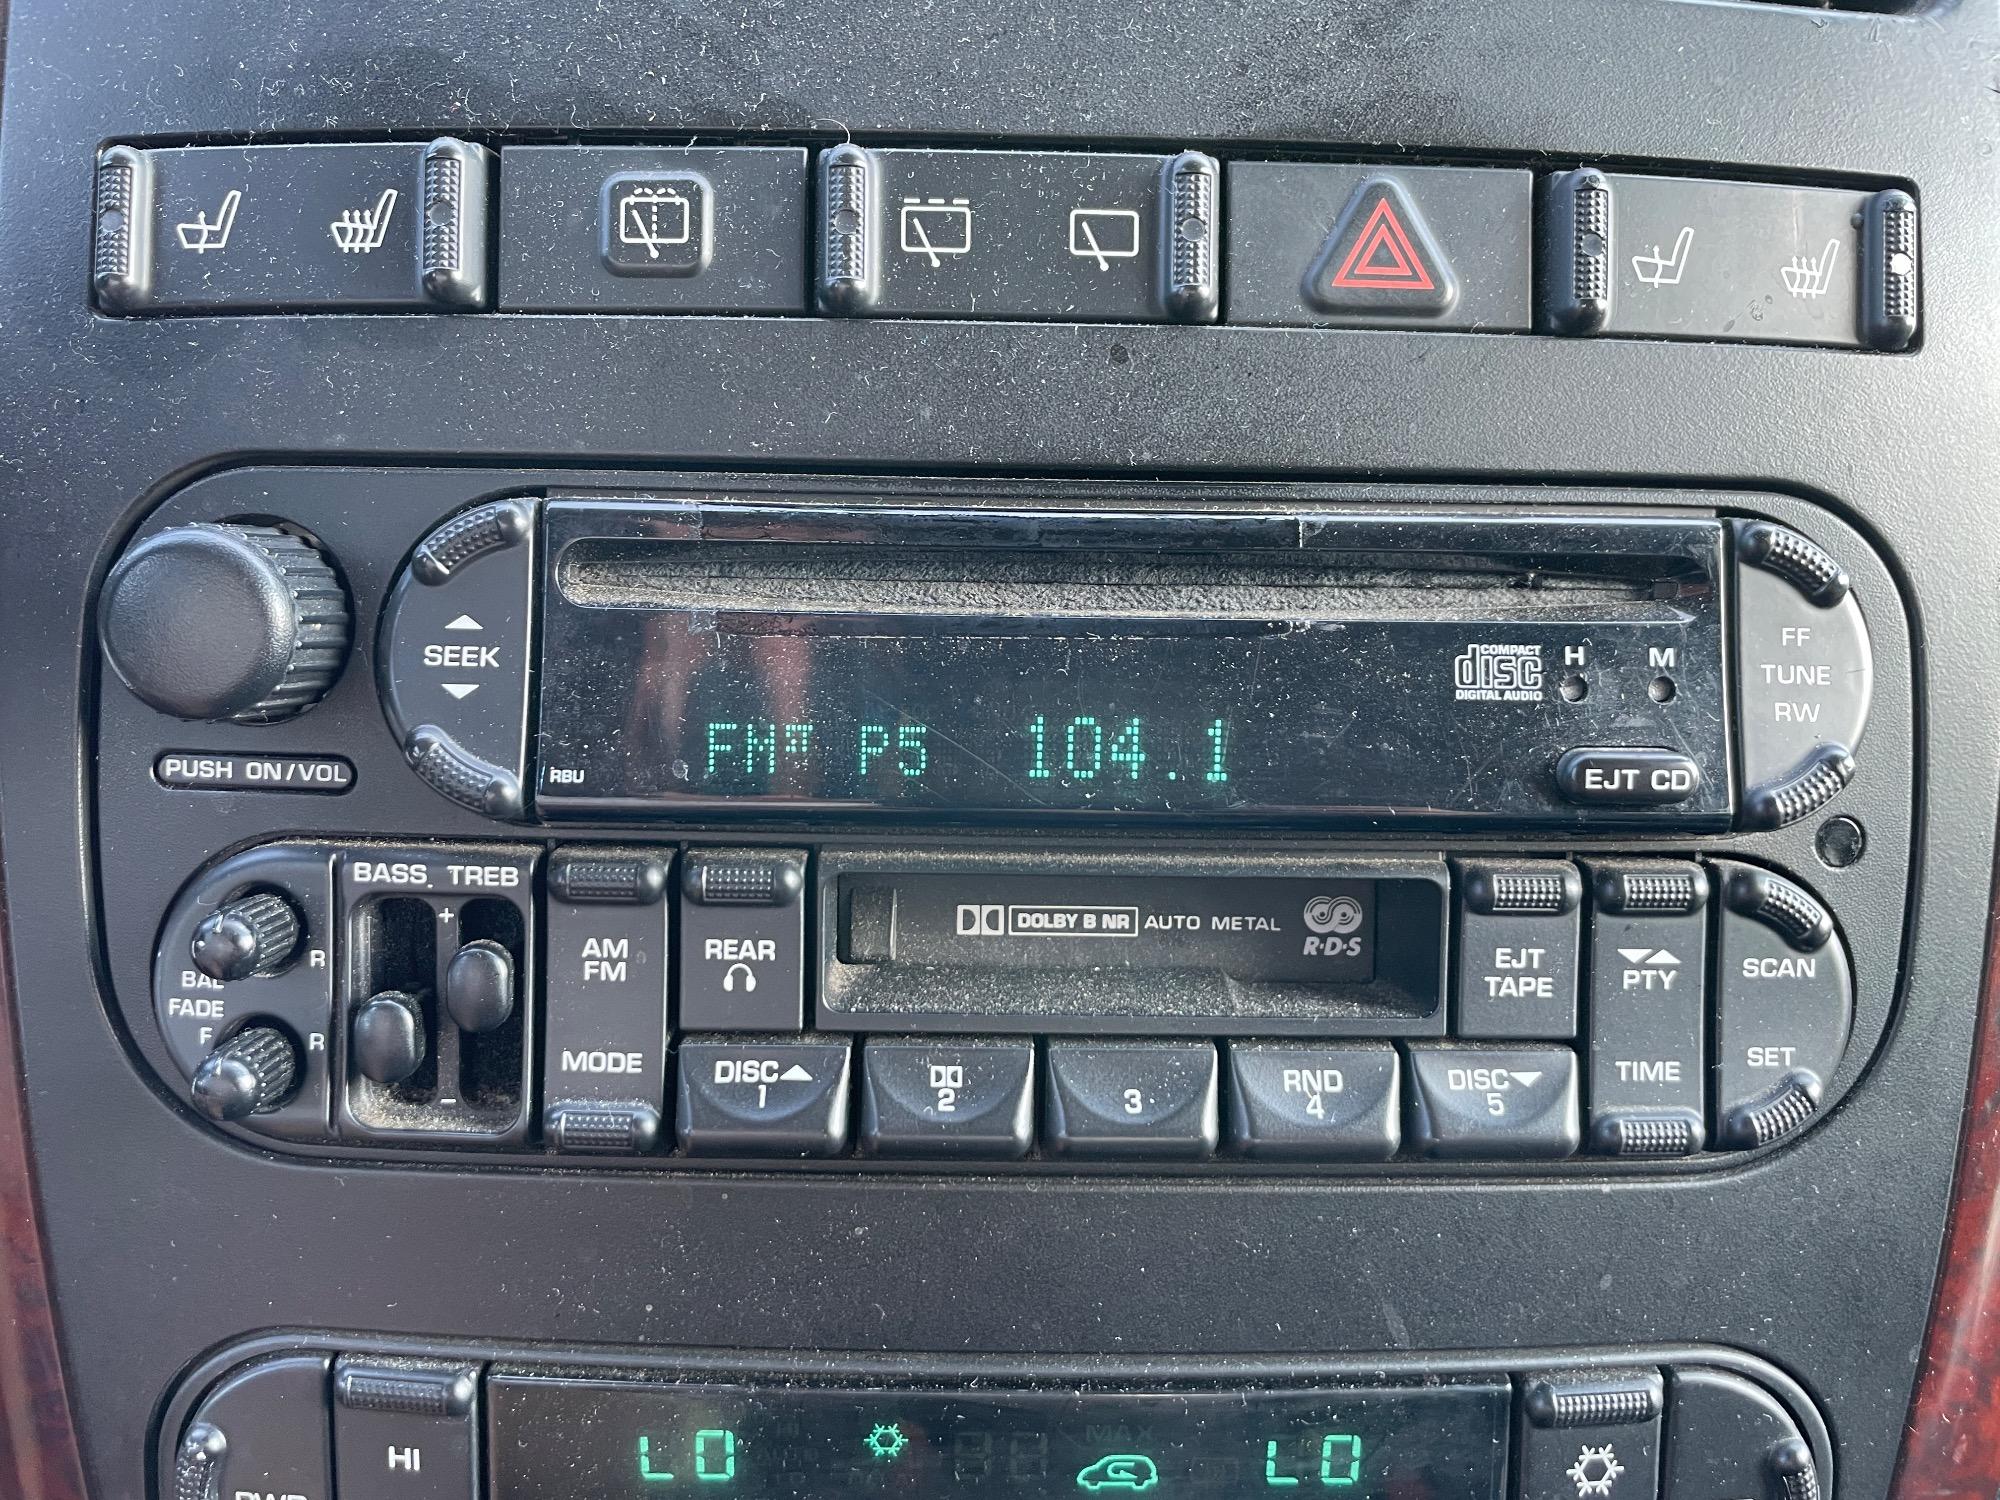 SEEK
COMPACT
disc
DIGITAL AUDIO
H
M
FF
TUNE
RW
PUSH ON/VOL
RBU
FM P5 104.1
EJT CD
BASS TREB
+
-
BAL
R
FADE
F
R
AM
FM
MODE
REAR
DOLBY B NR AUTO METAL
R·D·S
EJT
TAPE
PTY
TIME
SCAN
SET
DISC
1
2
3
RND
4
DISC
5
HI
LO
MAX
LO
PWR